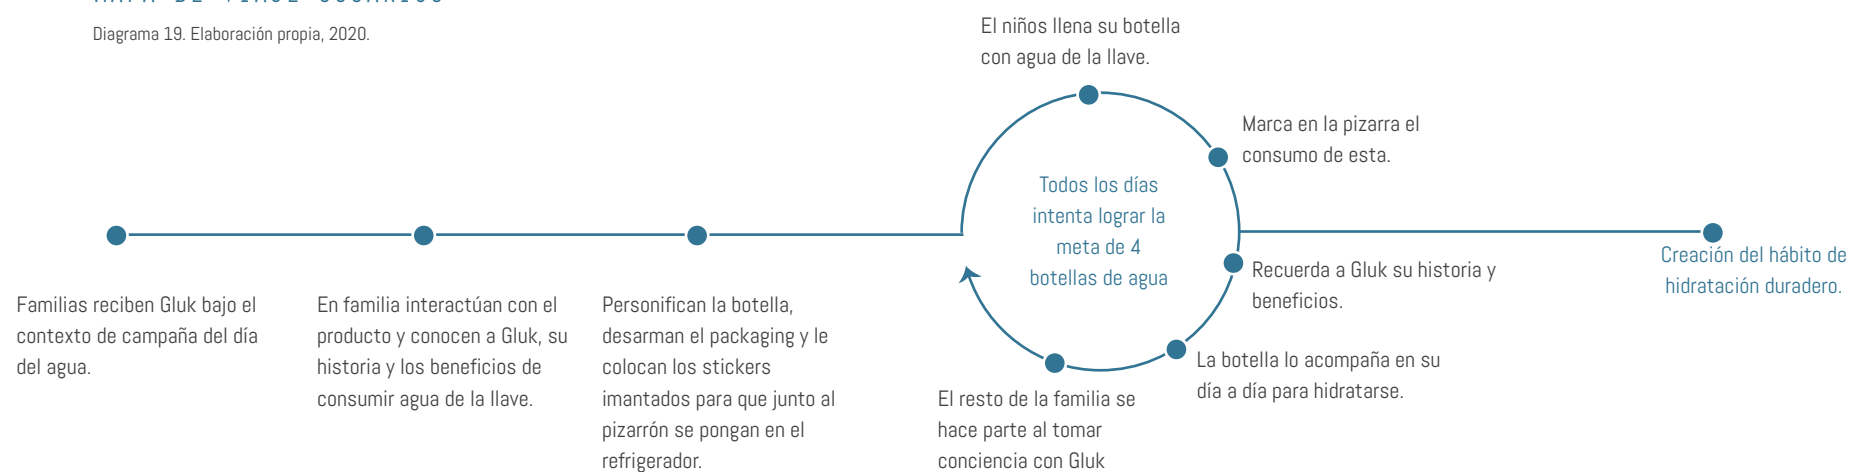 MAPA DE VIAJE USUARIOS
Diagrama 19. Elaboración propia, 2020.
Familias reciben Gluk bajo el
contexto de campaña del día
del agua.
En familia interactúan con el
producto y conocen a Gluk, su
historia y los beneficios de
consumir agua de la llave.
Personifican la botella,
desarman el packaging y le
colocan los stickers
imantados para que junto al
pizarrón se pongan en el
refrigerador.
El niños llena su botella
con agua de la llave.
Marca en la pizarra el
consumo de esta.
Recuerda a Gluk su historia y
beneficios.
La botella lo acompaña en su
día a día para hidratarse.
El resto de la familia se
hace parte al tomar
conciencia con Gluk
Todos los días
intenta lograr la
meta de 4
botellas de agua
Creación del hábito de
hidratación duradero.